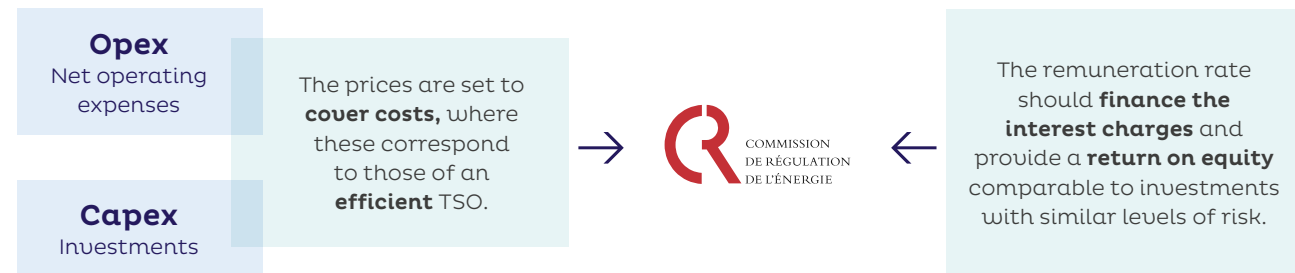 Opex
Net operating
expenses
Capex
Investments
The prices are set to
cover costs, where
these correspond
to those of an
efficient TSO.
CR
COMMISSION
DE RÉGULATION
DE L'ÉNERGIE
The remuneration rate
should finance the
interest charges and
provide a return on equity
comparable to investments
with similar levels of risk.